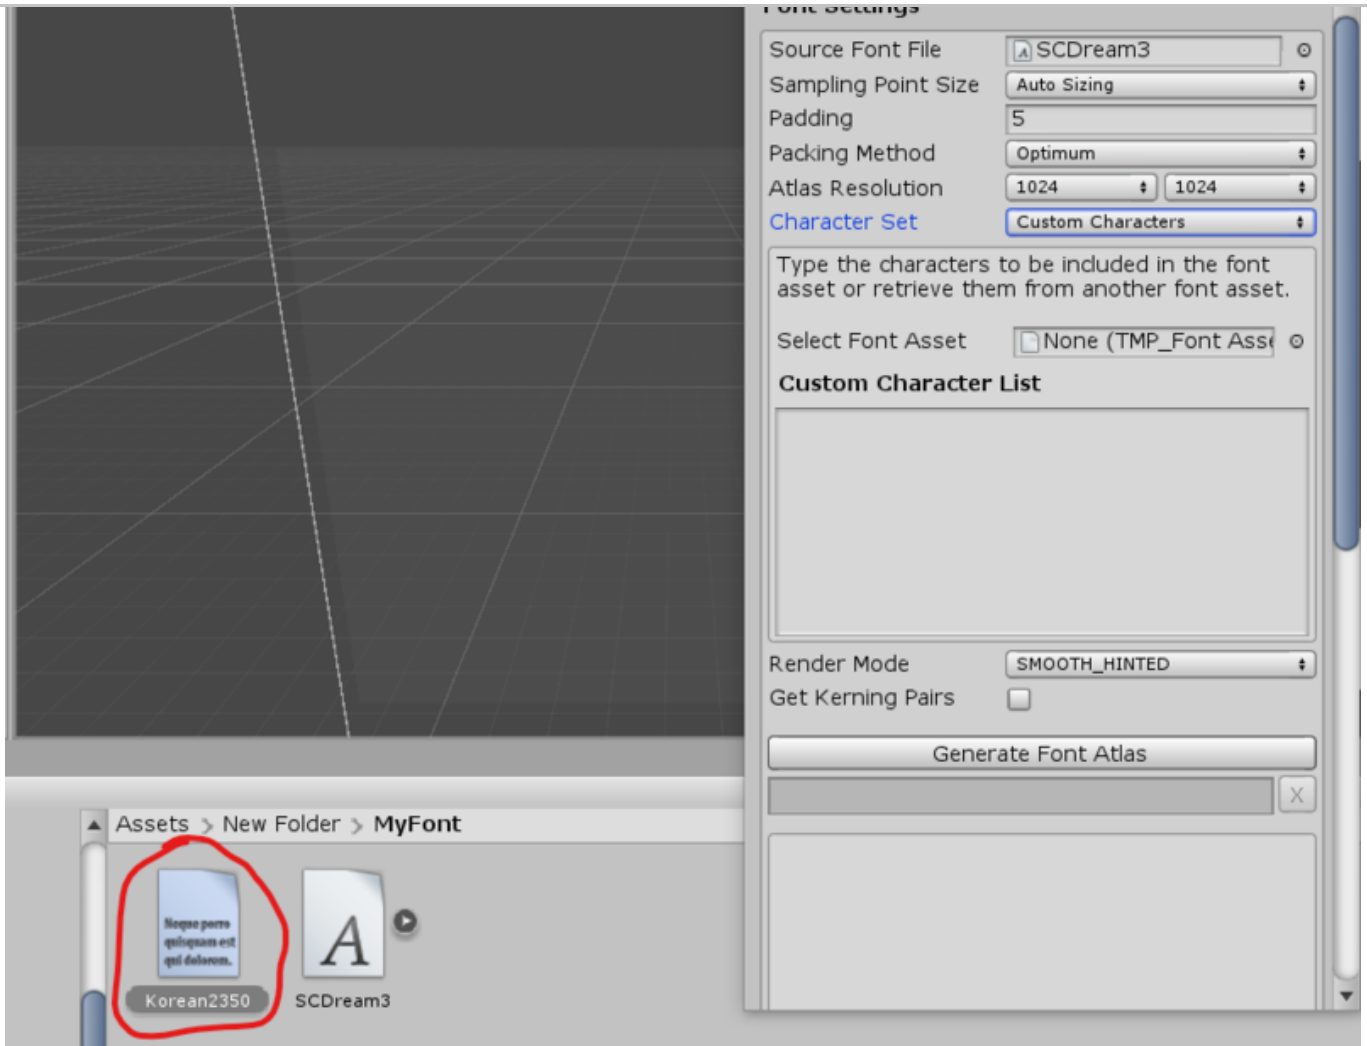 Font Settings
Source Font File SCDream3
Sampling Point Size Auto Sizing
Padding 5
Packing Method Optimum
Atlas Resolution 1024 1024
Character Set Custom Characters
Type the characters to be included in the font
asset or retrieve them from another font asset.
Select Font Asset None (TMP_Font Asse
Custom Character List
Render Mode SMOOTH_HINTED
Get Kerning Pairs
Generate Font Atlas
X
Assets > New Folder > MyFont
Neque porro
quisquam est
qui dolorem.
A
Korean2350 SCDream3